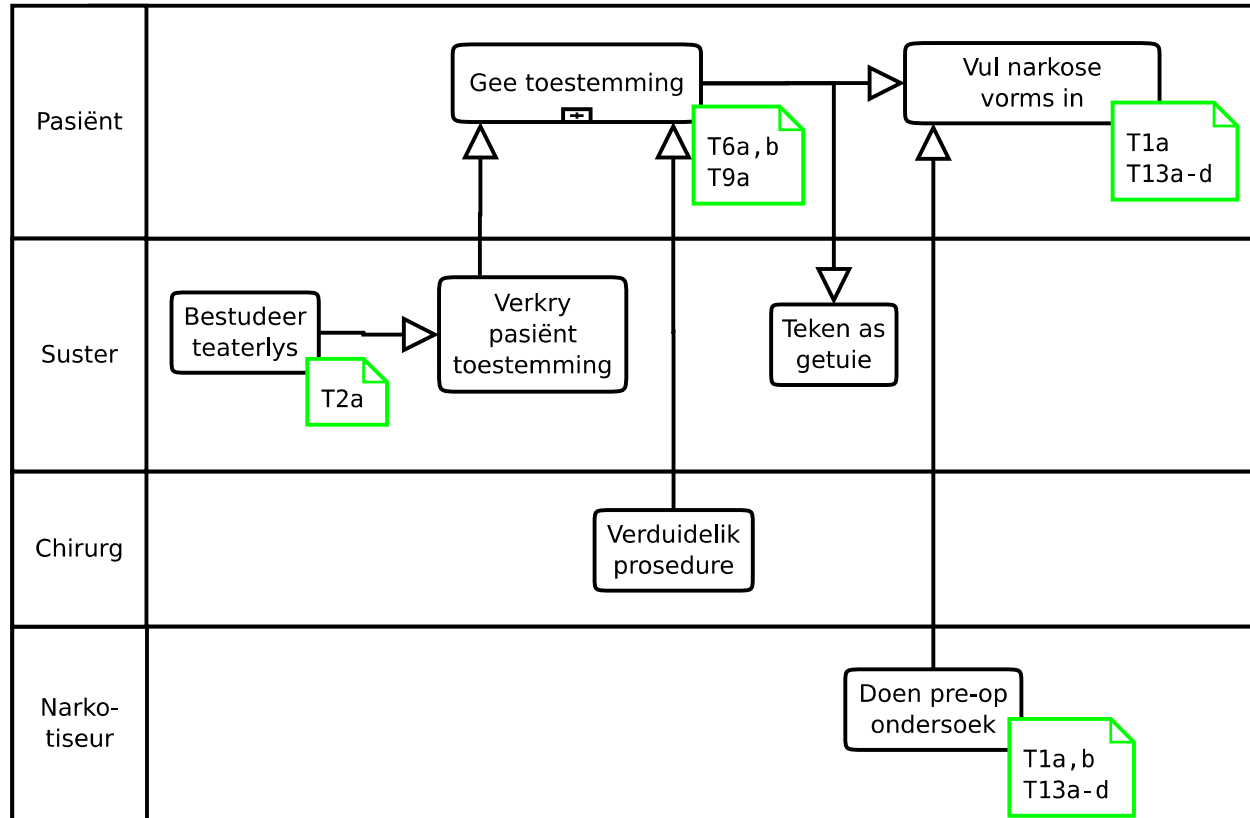 Pasiënt
Gee toestemming
T6a,b
T9a
Vul narkose
vorms in
T1a
T13a-d
Suster
Bestudeer
teaterlys
T2a
Verkry
pasiënt
toestemming
Teken as
getuie
Chirurg
Verduidelik
prosedure
Narko-
tiseur
Doen pre-op
ondersoek
T1a,b
T13a-d